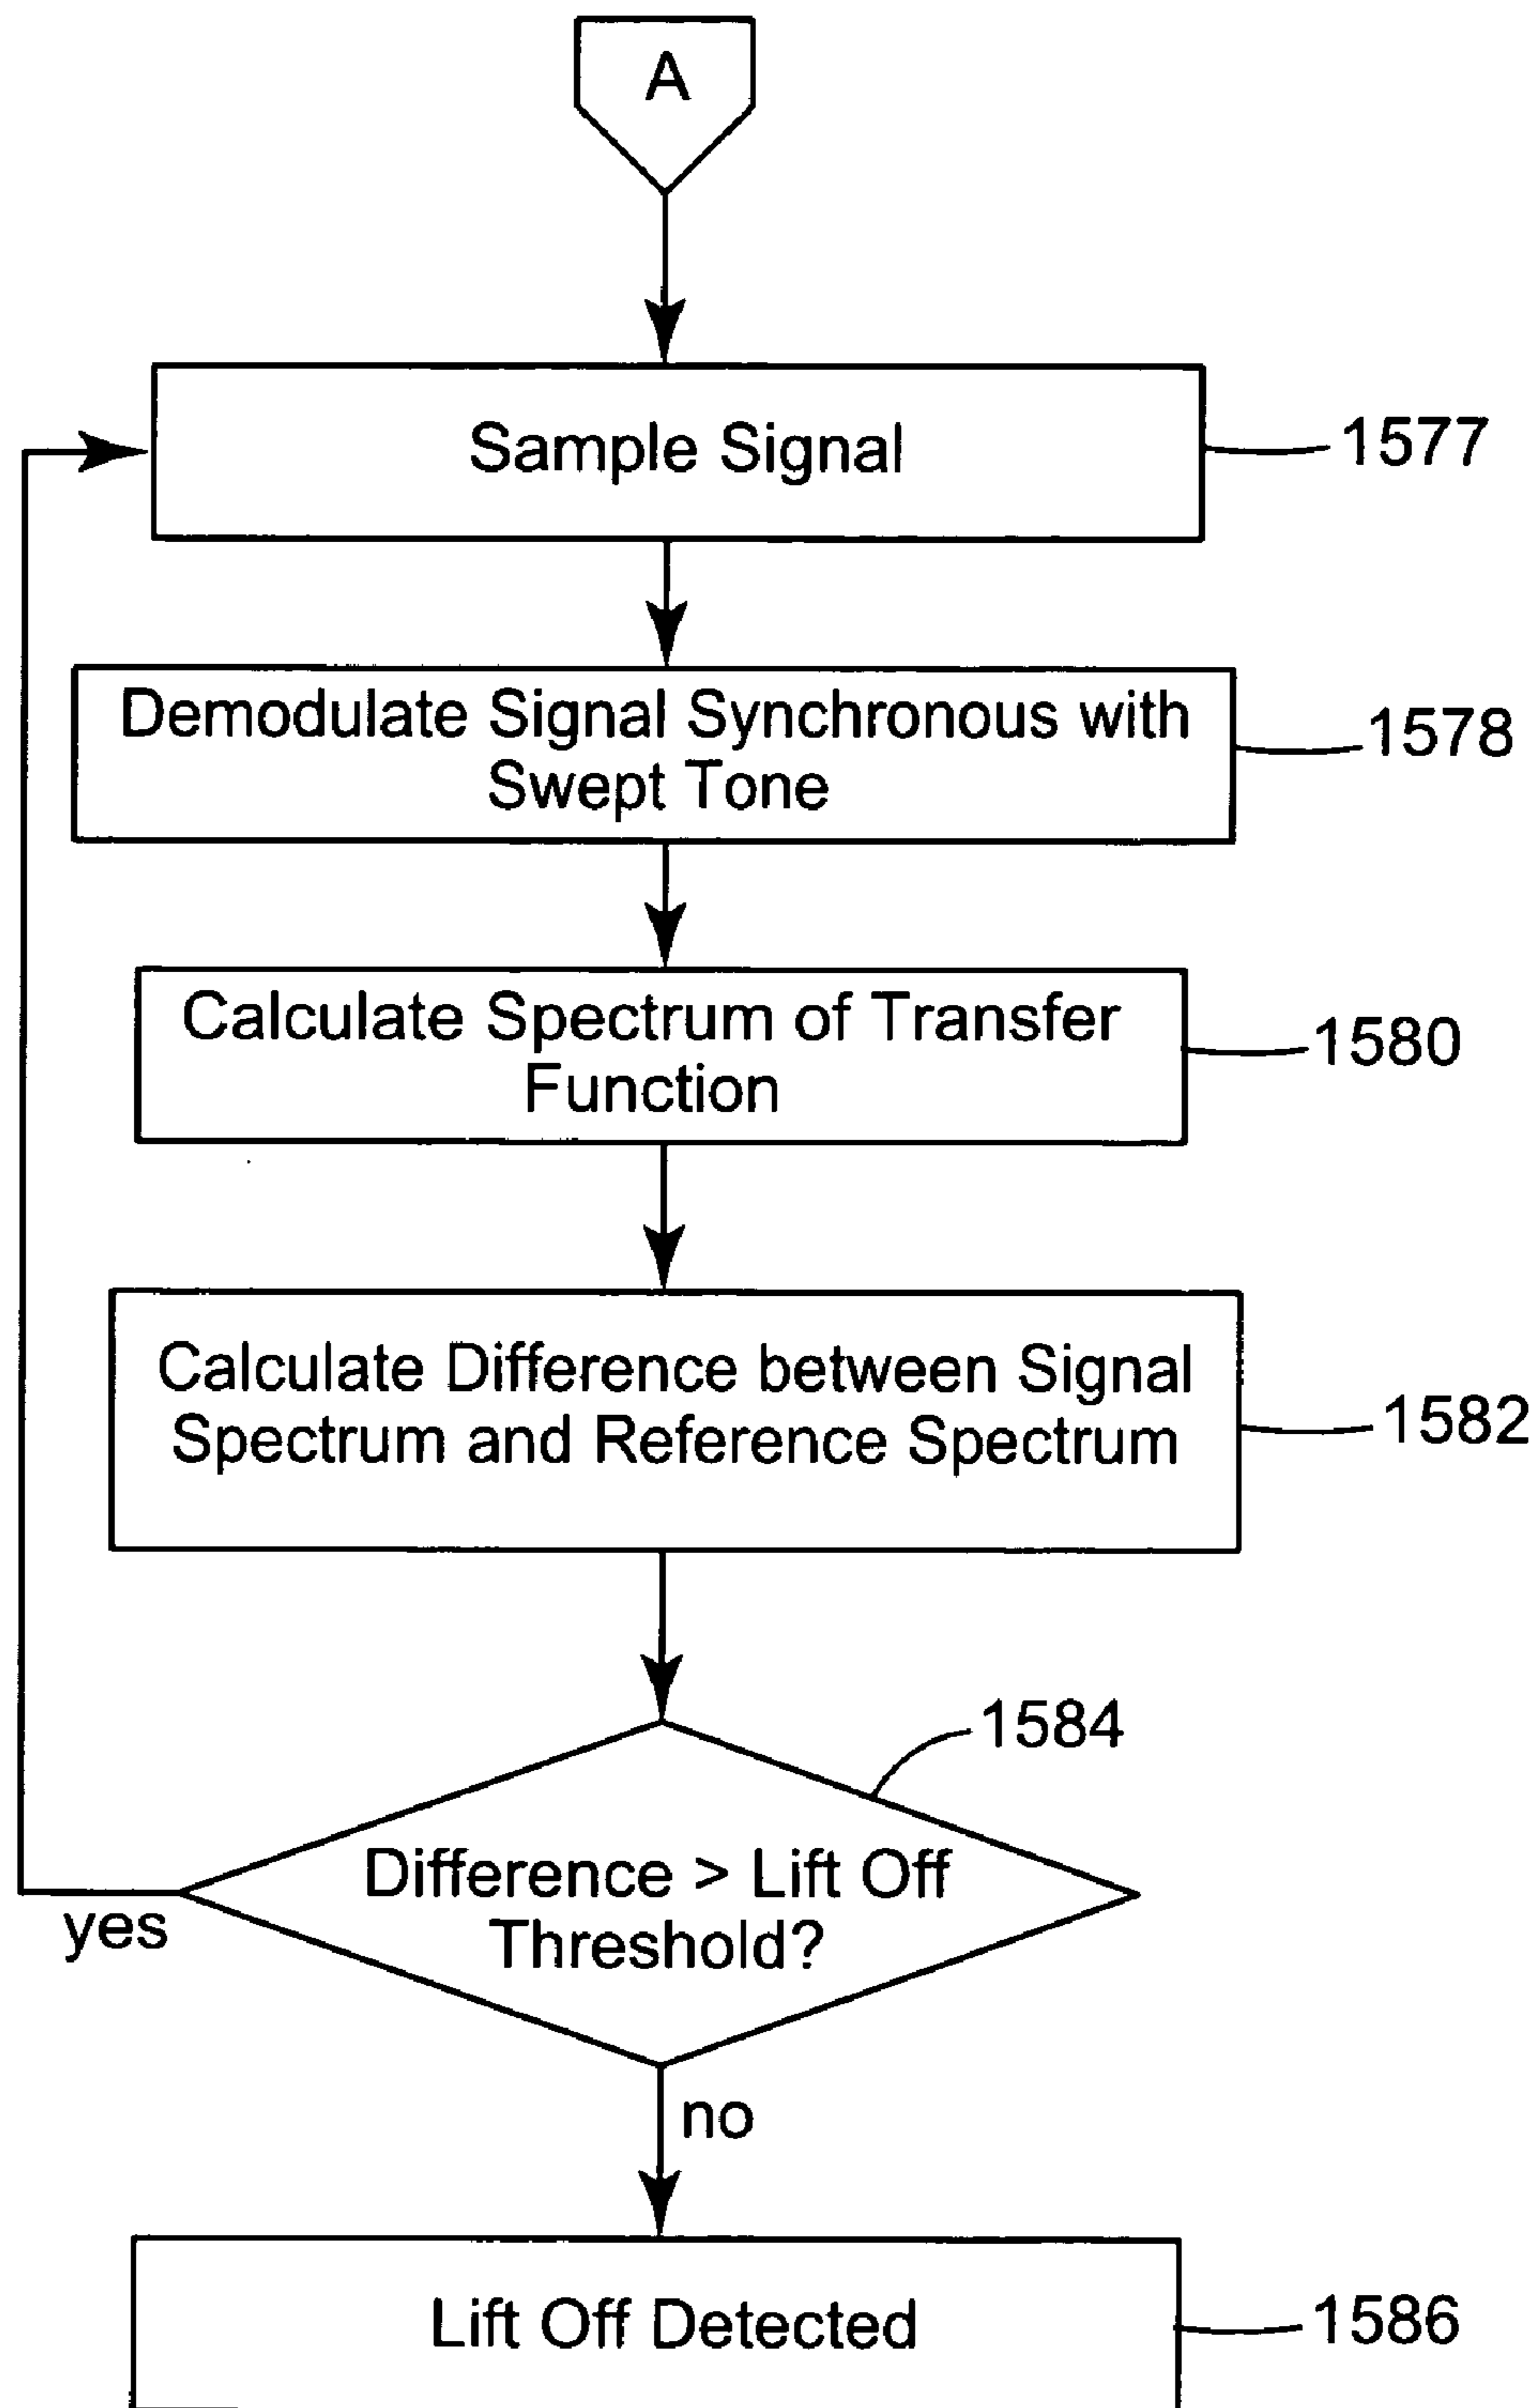 A
Sample Signal
1577
Demodulate Signal Synchronous with
Swept Tone
1578
Calculate Spectrum of Transfer
Function
1580
Calculate Difference between Signal
Spectrum and Reference Spectrum
1582
1584
Difference > Lift Off
Threshold?
yes
no
Lift Off Detected
1586